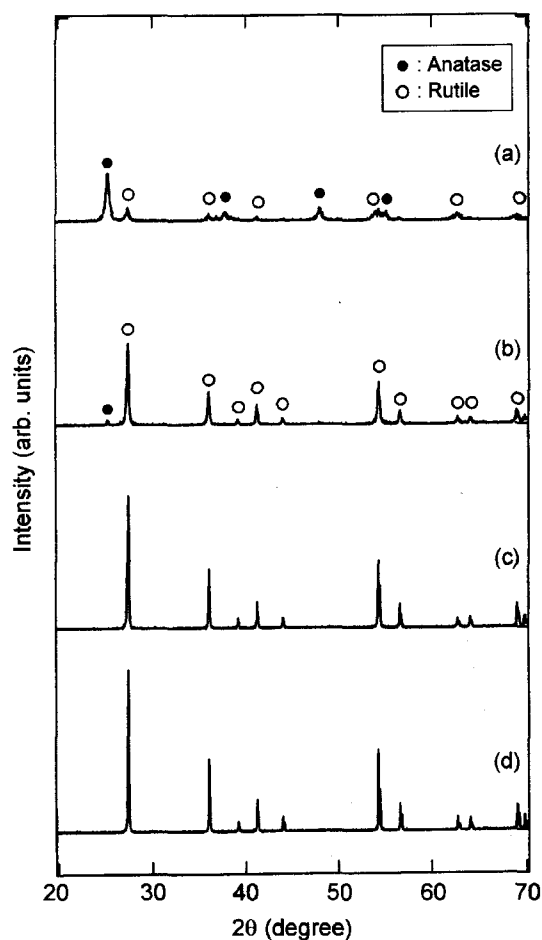 ● : Anatase
○ : Rutile
(a)
(b)
(c)
(d)
Intensity (arb. units)
20 30 40 50 60 70
2θ (degree)